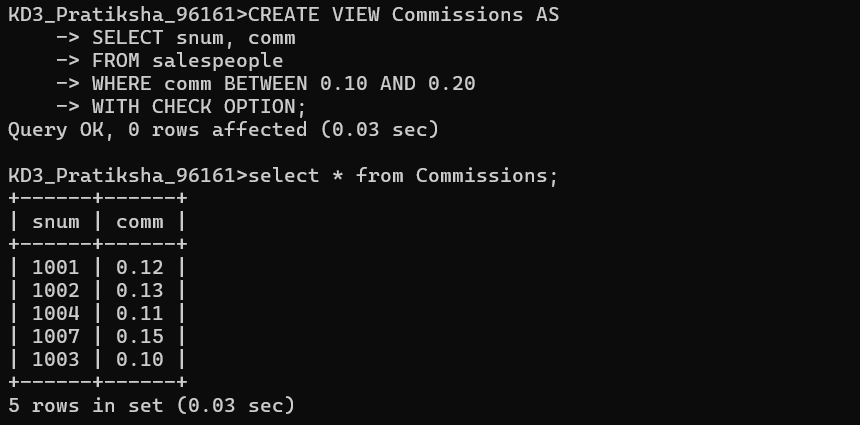 KD3_Pratiksha_96161>CREATE VIEW Commissions AS
    -> SELECT snum, comm
    -> FROM salespeople
    -> WHERE comm BETWEEN 0.10 AND 0.20
    -> WITH CHECK OPTION;
Query OK, 0 rows affected (0.03 sec)

KD3_Pratiksha_96161>select * from Commissions;
+------+------+
| snum | comm |
+------+------+
| 1001 | 0.12 |
| 1002 | 0.13 |
| 1004 | 0.11 |
| 1007 | 0.15 |
| 1003 | 0.10 |
+------+------+
5 rows in set (0.03 sec)